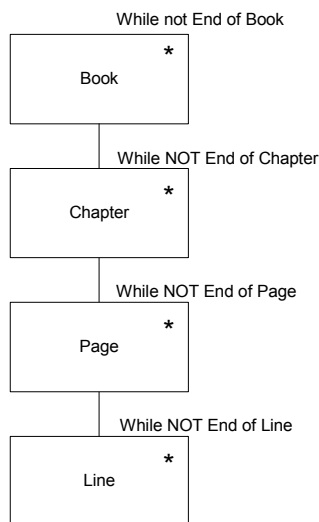 While not End of Book
*
Book
While NOT End of Chapter
*
Chapter
While NOT End of Page
*
Page
While NOT End of Line
*
Line